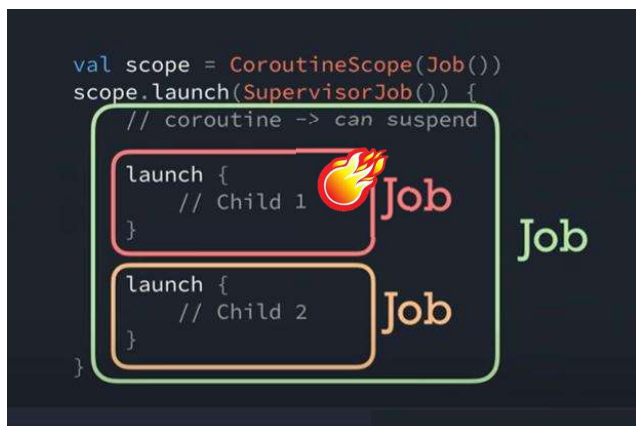 val scope = CoroutineScope(Job())
scope.launch(SupervisorJob()) {
// coroutine -> can suspend
launch {
// Child 1
}
Job
Job
launch {
// Child 2
}
Job
}